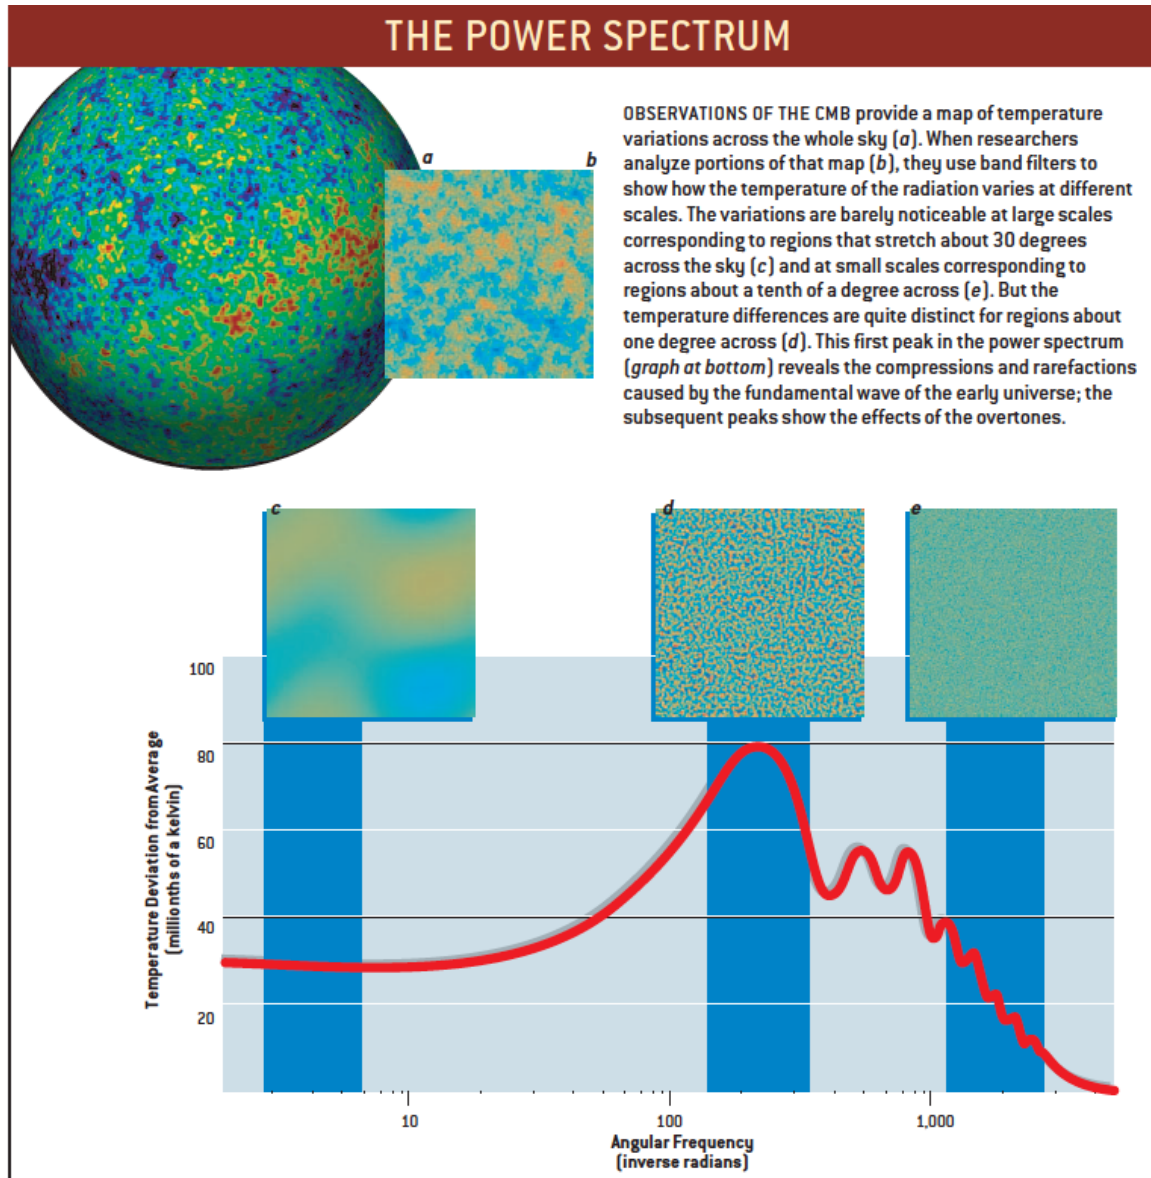 THE POWER SPECTRUM
a
b
OBSERVATIONS OF THE CMB provide a map of temperature
variations across the whole sky (a). When researchers
analyze portions of that map (b), they use band filters to
show how the temperature of the radiation varies at different
scales. The variations are barely noticeable at large scales
corresponding to regions that stretch about 30 degrees
across the sky (c) and at small scales corresponding to
regions about a tenth of a degree across (e). But the
temperature differences are quite distinct for regions about
one degree across (d). This first peak in the power spectrum
(graph at bottom) reveals the compressions and rarefactions
caused by the fundamental wave of the early universe; the
subsequent peaks show the effects of the overtones.
c
d
e
Temperature Deviation from Average
(millionths of a kelvin)
100
80
60
40
20
10
100
1,000
Angular Frequency
(inverse radians)